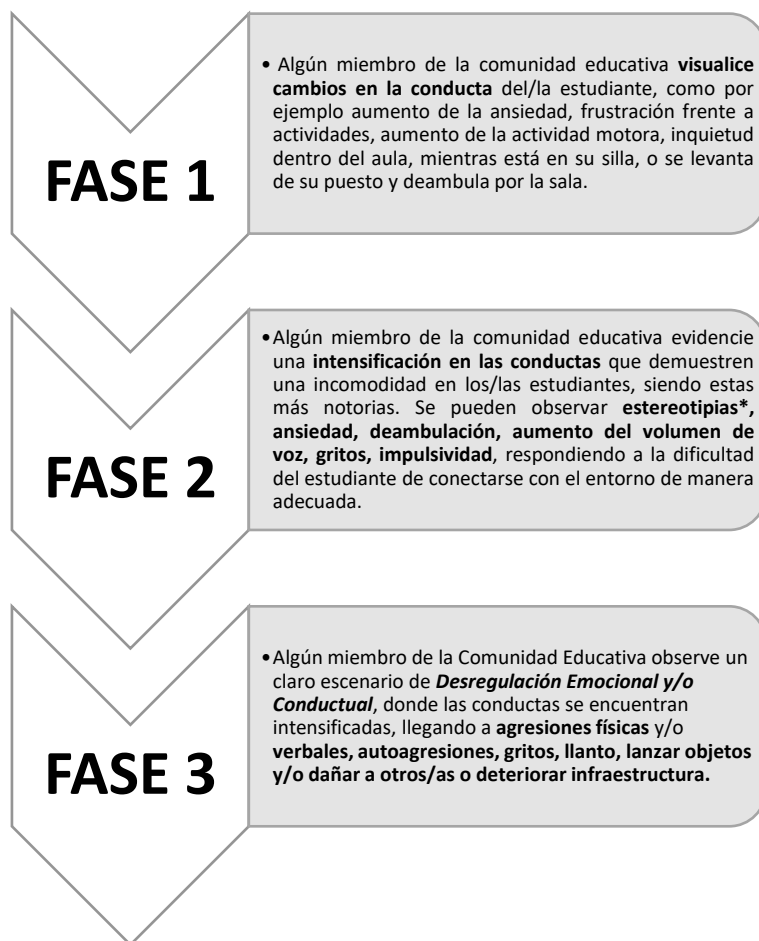 FASE 1
• Algún miembro de la comunidad educativa visualice
cambios en la conducta del/la estudiante, como por
ejemplo aumento de la ansiedad, frustración frente a
actividades, aumento de la actividad motora, inquietud
dentro del aula, mientras está en su silla, o se levanta
de su puesto y deambula por la sala.
FASE 2
•Algún miembro de la comunidad educativa evidencie
una intensificación en las conductas que demuestren
una incomodidad en los/las estudiantes, siendo estas
más notorias. Se pueden observar estereotipias*,
ansiedad, deambulación, aumento del volumen de
voz, gritos, impulsividad, respondiendo a la dificultad
del estudiante de conectarse con el entorno de manera
adecuada.
FASE 3
•Algún miembro de la Comunidad Educativa observe un
claro escenario de Desregulación Emocional y/o
Conductual, donde las conductas se encuentran
intensificadas, llegando a agresiones físicas y/o
verbales, autoagresiones, gritos, llanto, lanzar objetos
y/o dañar a otros/as o deteriorar infraestructura.